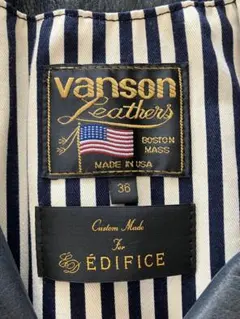 vanson
Leathers
BOSTON
MASS
MADE IN USA
36
Custom Made
For
ÉDIFICE